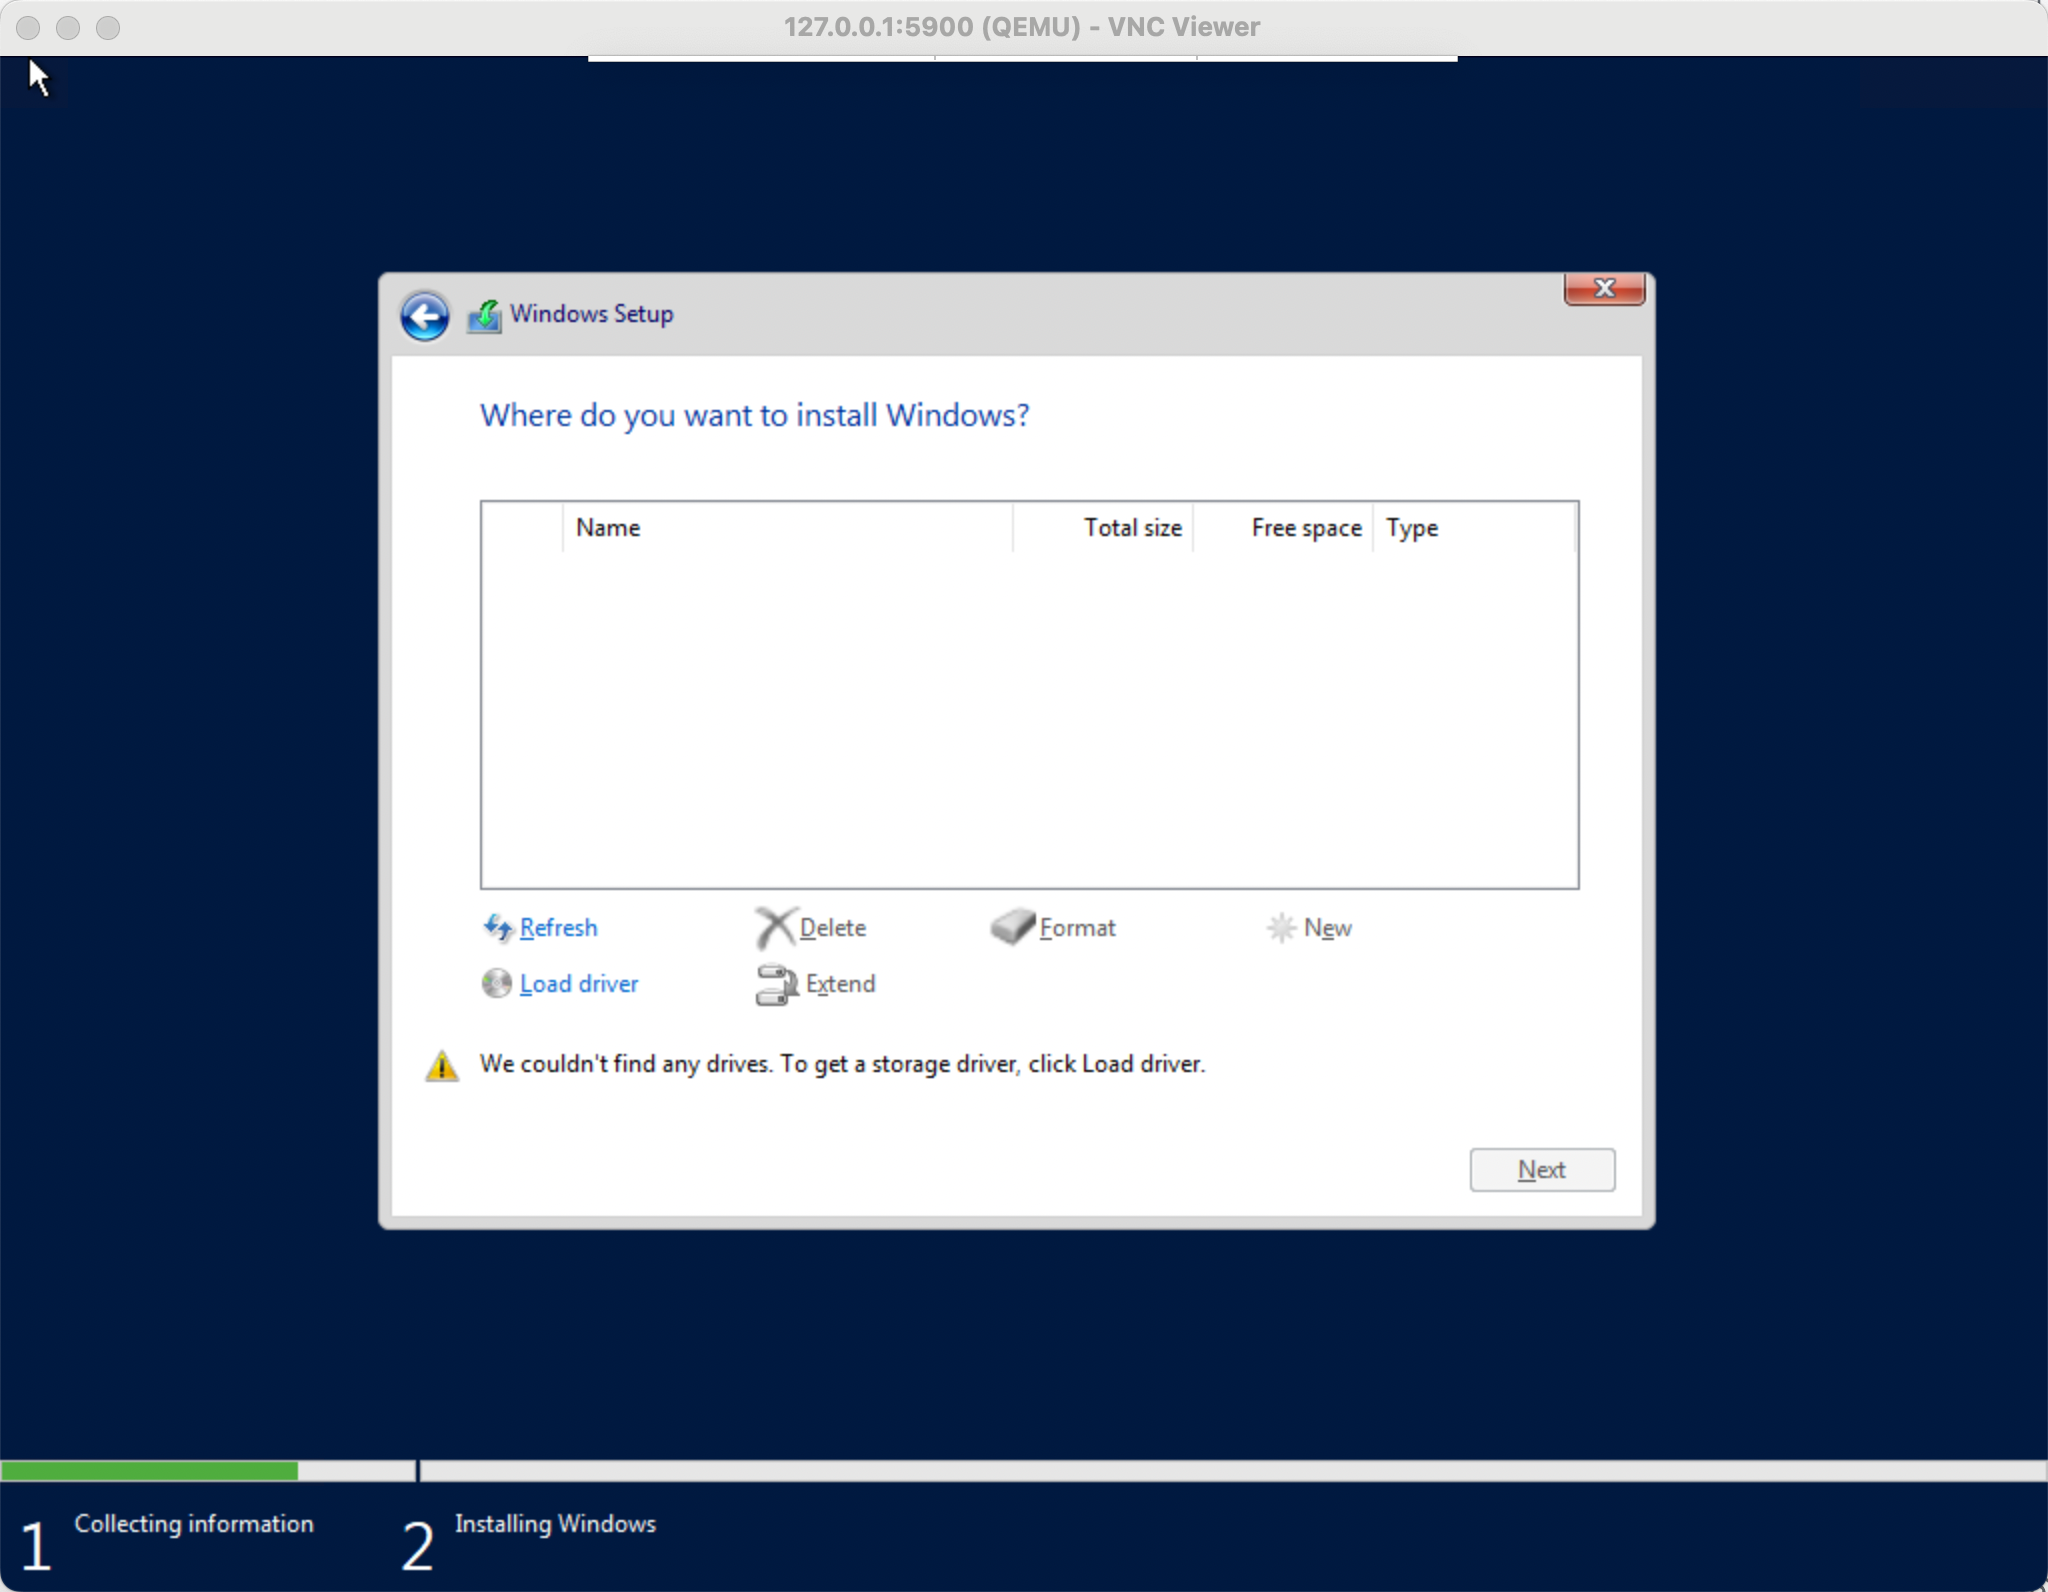 127.0.0.1:5900 (QEMU) - VNC Viewer
Windows Setup
Where do you want to install Windows?
Name Total size Free space Type
Refresh Delete Format New
Load driver Extend
We couldn't find any drives. To get a storage driver, click Load driver.
Next
1 Collecting information 2 Installing Windows